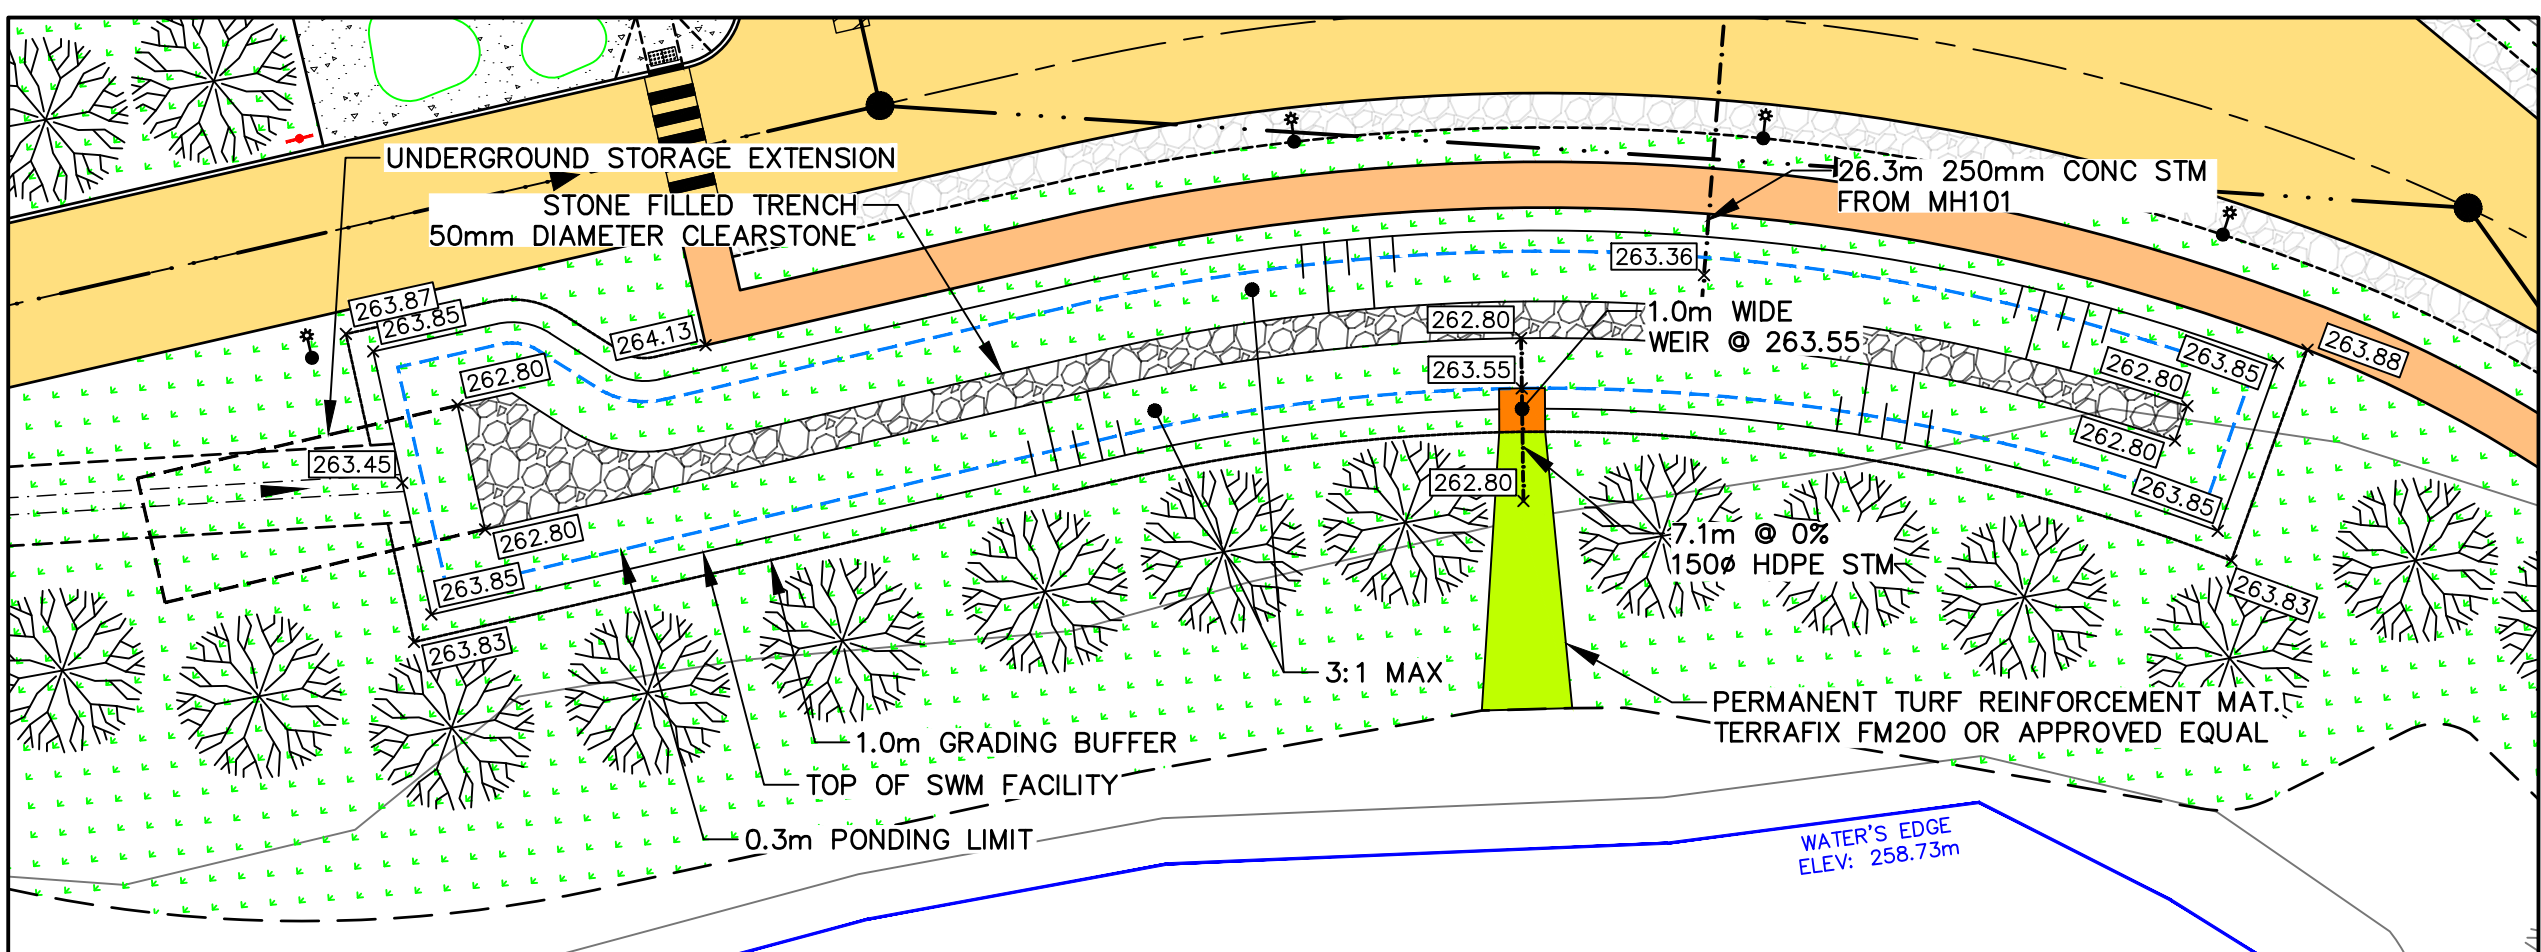 UNDERGROUND STORAGE EXTENSION
STONE FILLED TRENCH
50mm DIAMETER CLEARSTONE
26.3m 250mm CONC STM
FROM MH101
263.36
263.87
263.85
264.13
262.80
1.0m WIDE
WEIR @ 263.55
262.80
263.55
262.80
263.85
263.88
262.80
263.85
263.45
262.80
262.80
7.1m @ 0%
150ø HDPE STM
263.85
263.83
263.83
3:1 MAX
PERMANENT TURF REINFORCEMENT MAT.
TERRAFIX FM200 OR APPROVED EQUAL
1.0m GRADING BUFFER
TOP OF SWM FACILITY
0.3m PONDING LIMIT
WATER'S EDGE
ELEV: 258.73m